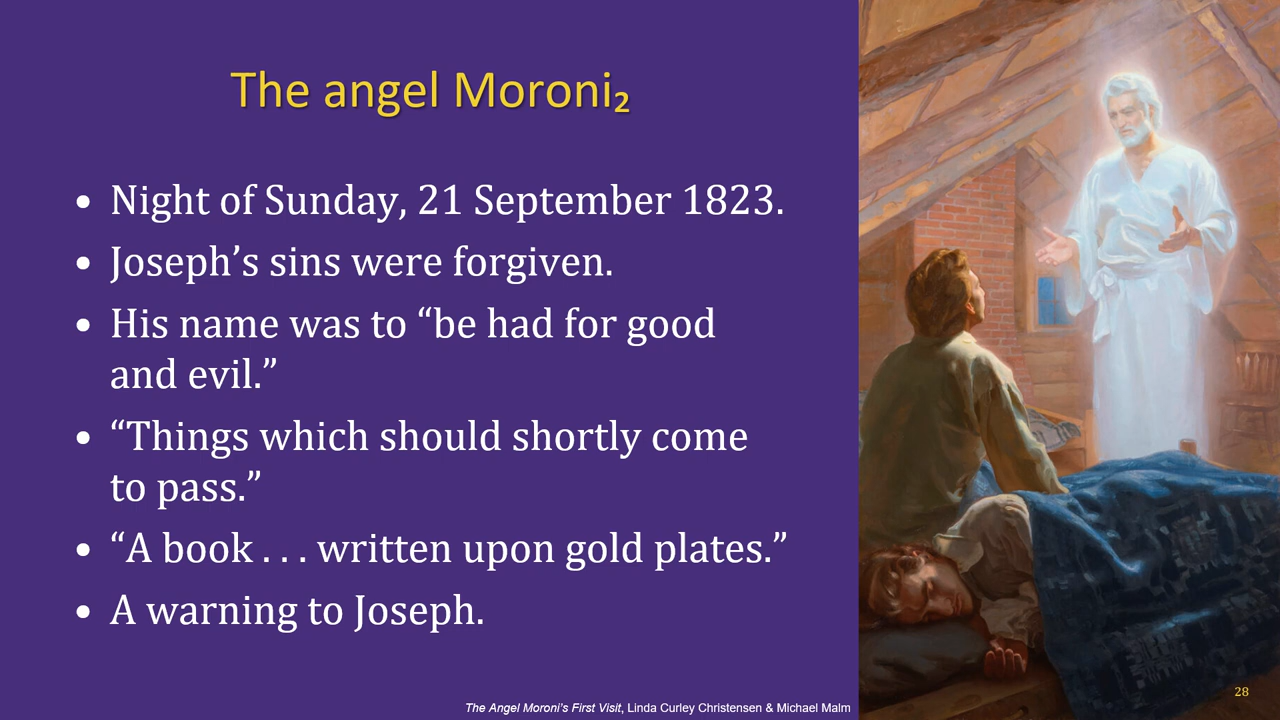 The angel Moroni₂
• Night of Sunday, 21 September 1823.
• Joseph’s sins were forgiven.
• His name was to “be had for good
and evil.”
• “Things which should shortly come
to pass.”
• “A book . . . written upon gold plates.”
• A warning to Joseph.
The Angel Moroni’s First Visit, Linda Curley Christensen & Michael Malm
28